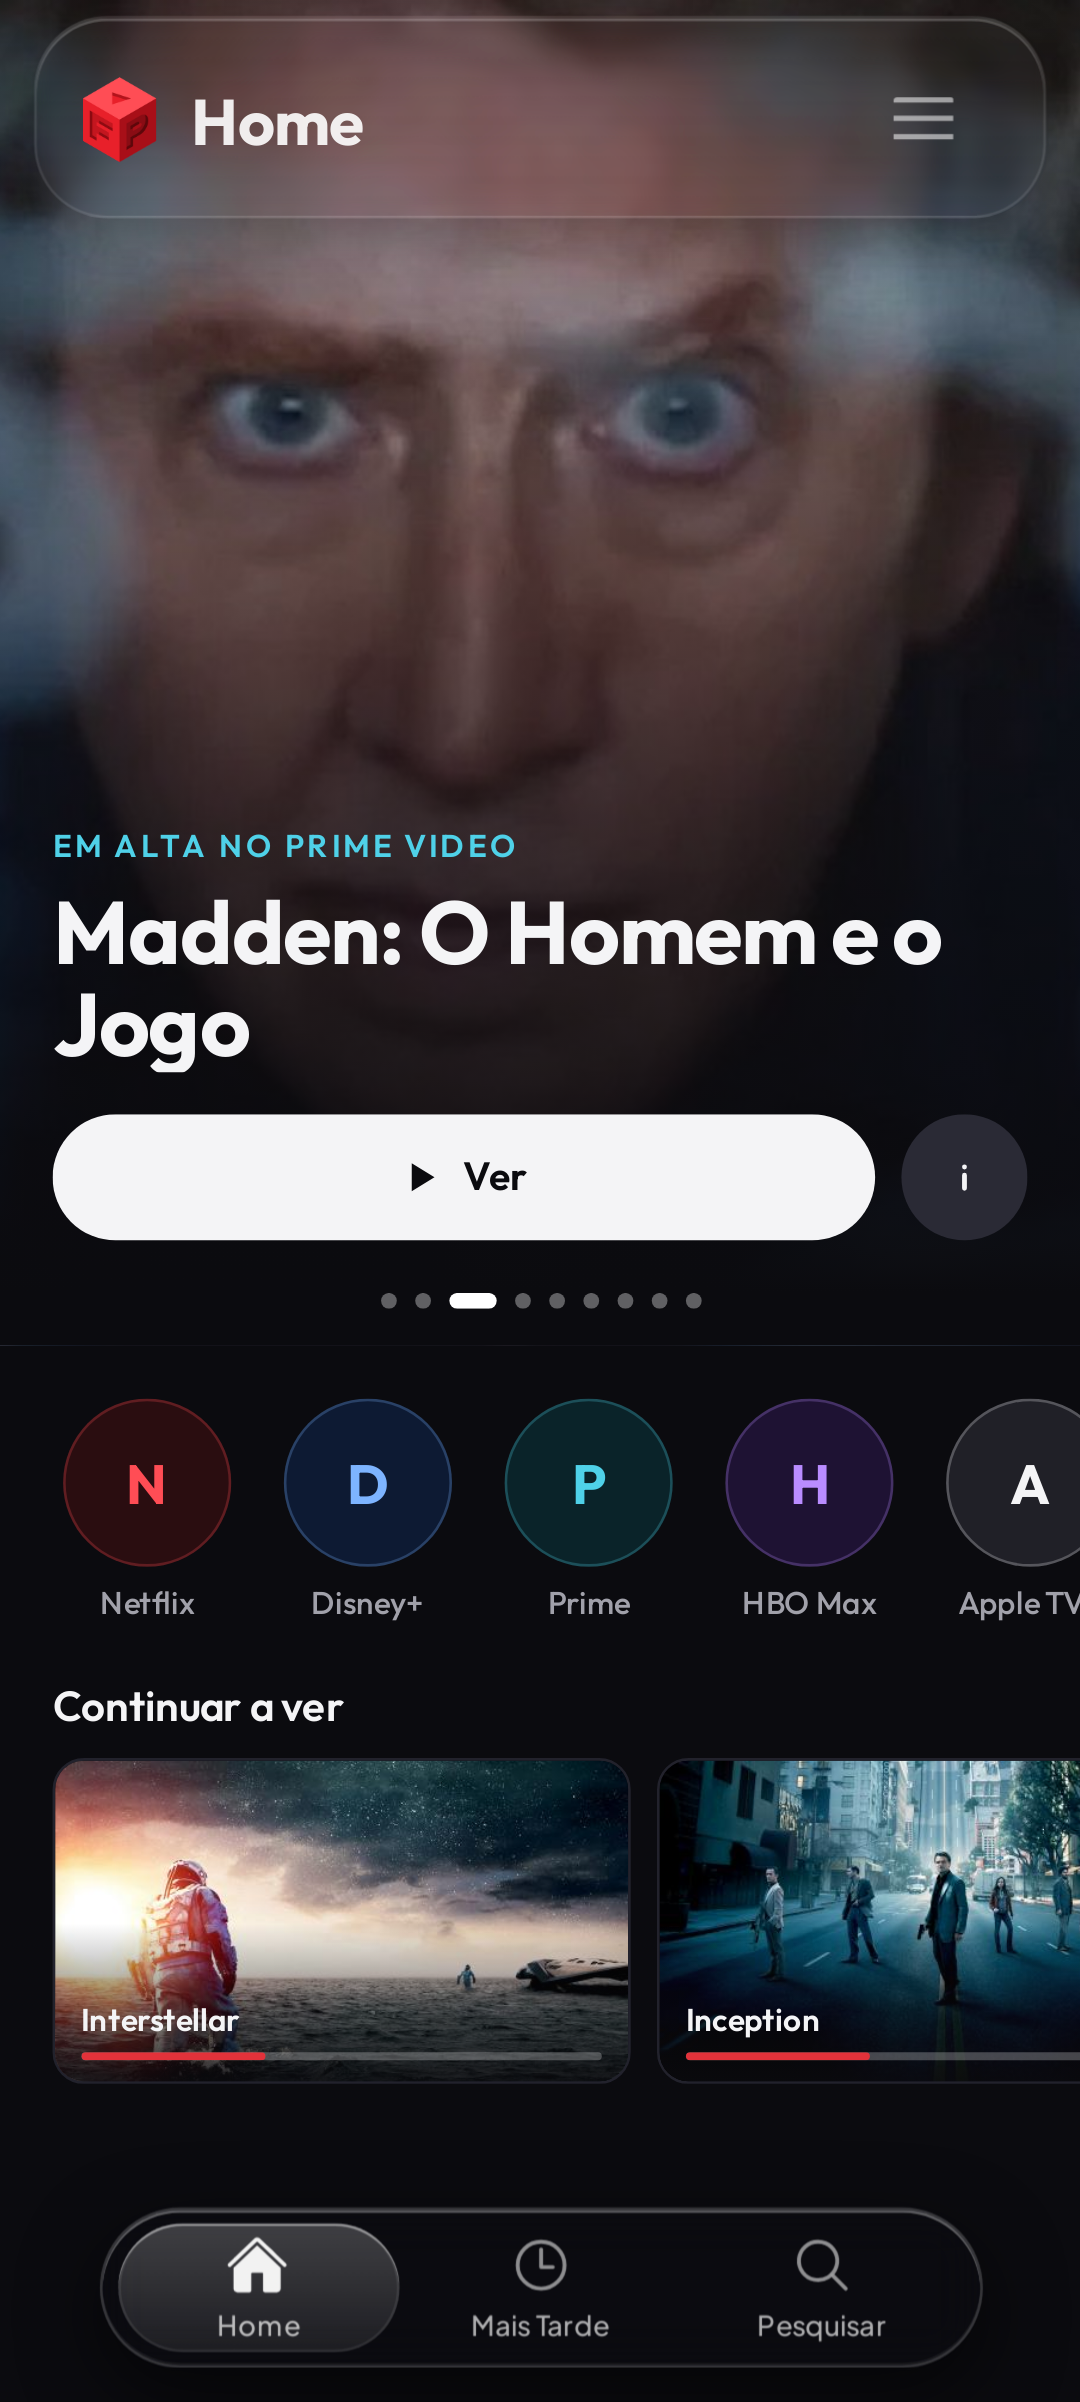 Home
EM ALTA NO PRIME VIDEO
Madden: O Homem e o
Jogo
Ver
i
N
D
P
H
A
Netflix
Disney+
Prime
HBO Max
Apple TV
Continuar a ver
Interstellar
Inception
Home
Mais Tarde
Pesquisar